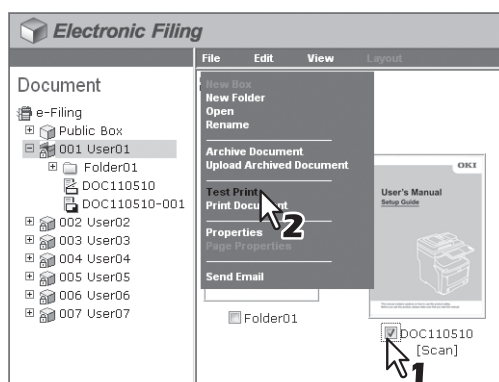 Electronic Filing
File Edit View Layout
Document
e-Filing
Public Box
001 User01
Folder01
DOC110510
DOC110510-001
002 User02
003 User03
004 User04
005 User05
006 User06
007 User07
New Box
New Folder
Open
Rename
Archive Document
Upload Archived Document
Test Print
Print Document
Properties
Page Properties
Send Email
2
Folder01
OKI
User's Manual
Setup Guide
DOC110510
[Scan]
1